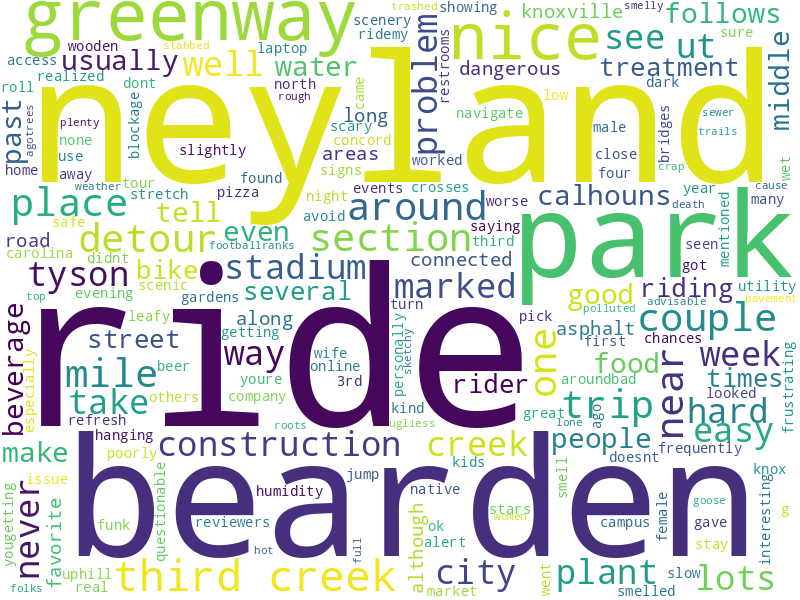 greenway
neyland
nice
knoxville
showing
trashed
smelly
follows
sure
scenery
ridemy
wooden
stabbed
laptop
access
usually
well
water
realized
see
ut
dangerous
treatment
problem
restrooms
middle
roll
dont
north
rough
came
long
navigate
low
dark
past
agotrees
plenty
none
use
blockage
scary
concord
male
bridges
sewer
trails
slightly
areas
signs
worked
close
crap
home
away
weather
tour
found
four
wet
stretch
pizza
night
events
crosses
worse
calhouns
year
cause
many
death
place
tell
around
avoid
saying
park
mentioned
safe
detour
even
section
third
seen
got
road
carolina
didnt
footballranks
connected
tyson
bike
stadium
marked
riding
utility
top
evening
scenic
several
good
advisable
pavement
beverage
leafy
gardens
turn
pick
polluted
couple
street
along
way
getting
personally
asphalt
first
chances
ride
mile
wife
youre
online
sketchy
one
near
week
food
looked
frustrating
especially
beer
3rd
rider
aroundbad
times
take
others
company
kind
great
ago
trip
hard
refresh
roots
ugliess
lone
easy
hanging
construction
creek
people
frequently
make
poorly
jump
kids
doesnt
smell
knox
interesting
issue
questionable
humidity
native
bearden
never
favorite
yougetting
funk
reviewers
although
ok
alert
stars
women
campus
female
gave
goose
g
stay
uphill
real
hot
full
market
went
smelled
slow
folks
third creek
city
plant
lots